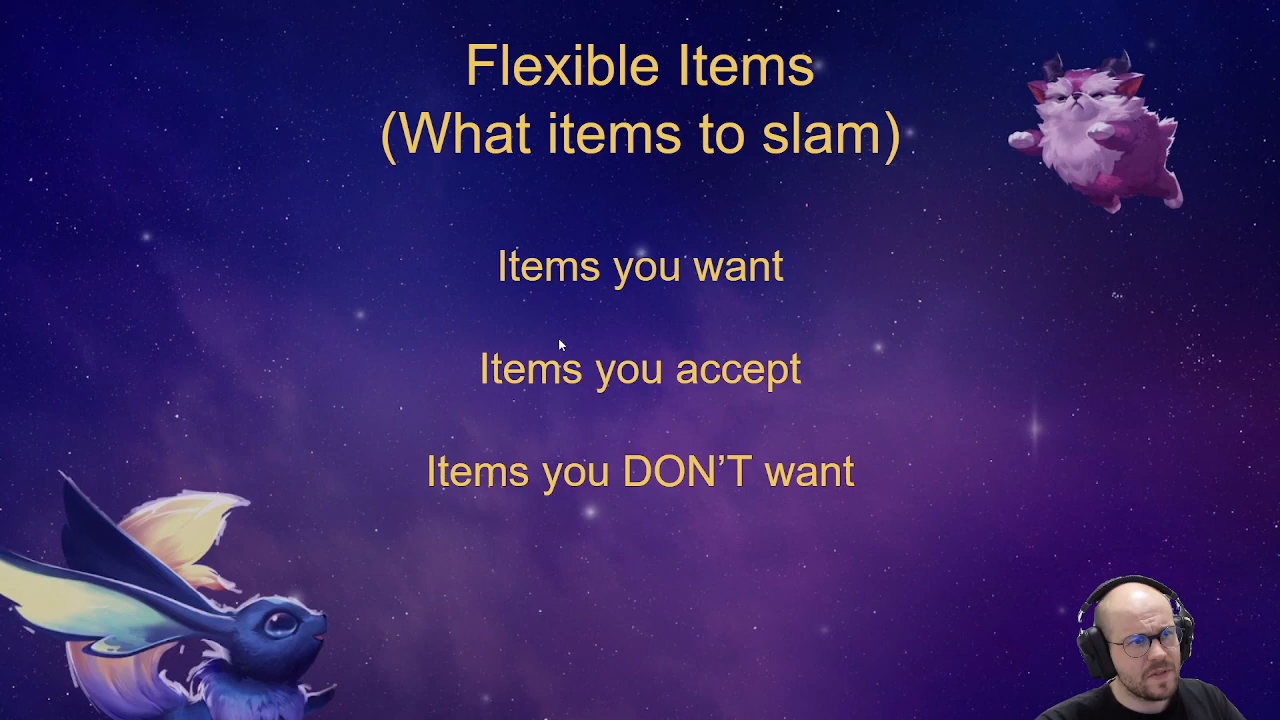 Flexible Items
(What items to slam)
Items you want
Items you accept
Items you DON’T want